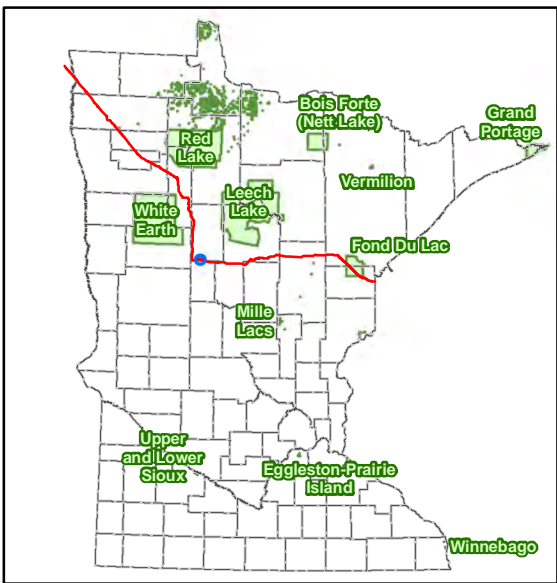 Bois Forte
(Nett Lake)
Grand
Portage
Red
Lake
Vermilion
Leech
Lake
White
Earth
Fond Du Lac
Mille
Lacs
Upper
and Lower
Sioux
Eggleston-Prairie
Island
Winnebago